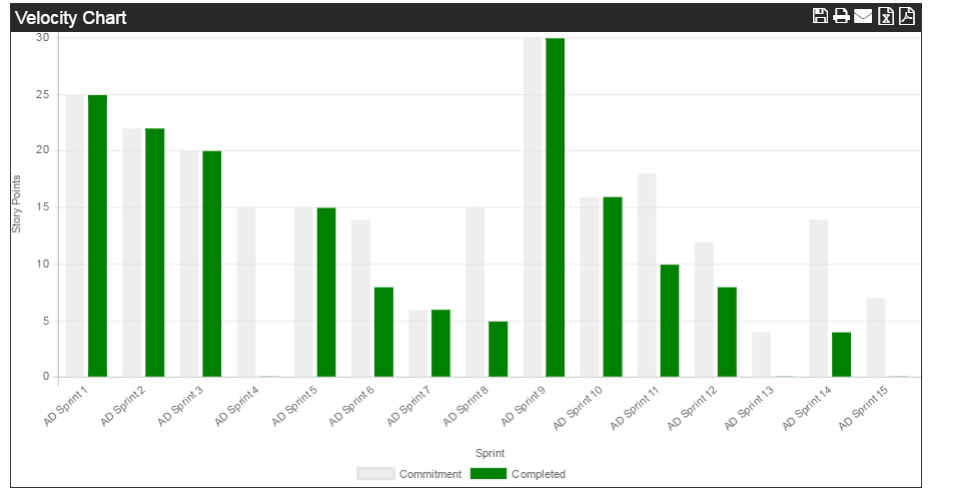 Velocity Chart
30
25
20
15
10
5
0
Story Points
AD Sprint 1
AD Sprint 2
AD Sprint 3
AD Sprint 4
AD Sprint 5
AD Sprint 6
AD Sprint 7
AD Sprint 8
AD Sprint 9
AD Sprint 10
AD Sprint 11
AD Sprint 12
AD Sprint 13
AD Sprint 14
AD Sprint 15
Sprint
Commitment
Completed